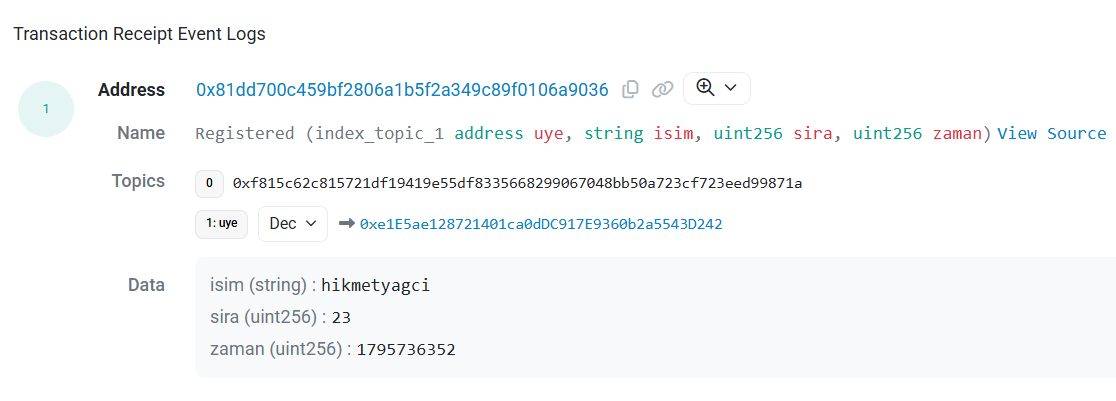 Transaction Receipt Event Logs
1
Address 0x81dd700c459bf2806a1b5f2a349c89f0106a9036
Name Registered (index_topic_1 address uye, string isim, uint256 sira, uint256 zaman) View Source
Topics 0 0xf815c62c815721df19419e55df8335668299067048bb50a723cf723eed99871a
1: uye Dec 0xe1E5ae128721401ca0dDC917E9360b2a5543D242
Data isim (string) : hikmetyagci
sira (uint256) : 23
zaman (uint256) : 1795736352